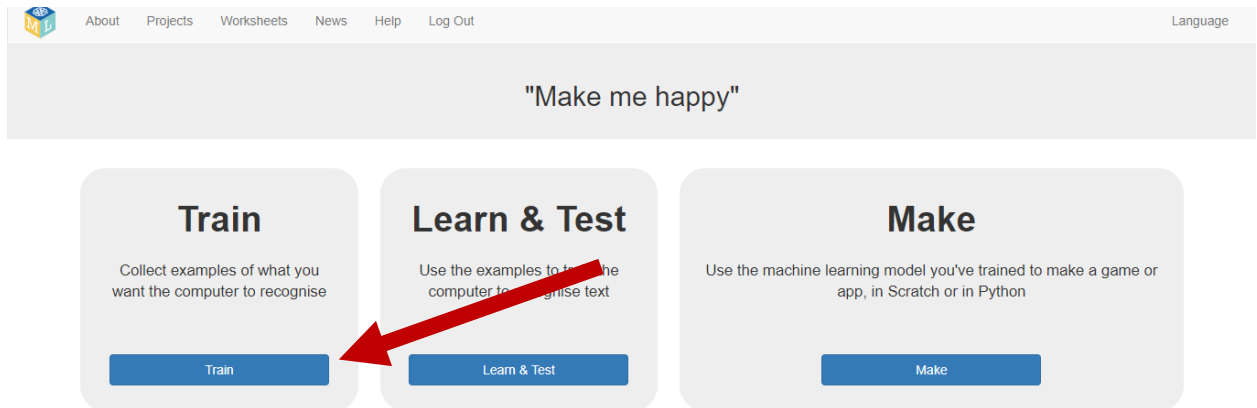 ML
About Projects Worksheets News Help Log Out Language
"Make me happy"
Train
Collect examples of what you
want the computer to recognise
Train
Learn & Test
Use the examples to the
computer to text
Learn & Test
Make
Use the machine learning model you've trained to make a game or
app, in Scratch or in Python
Make